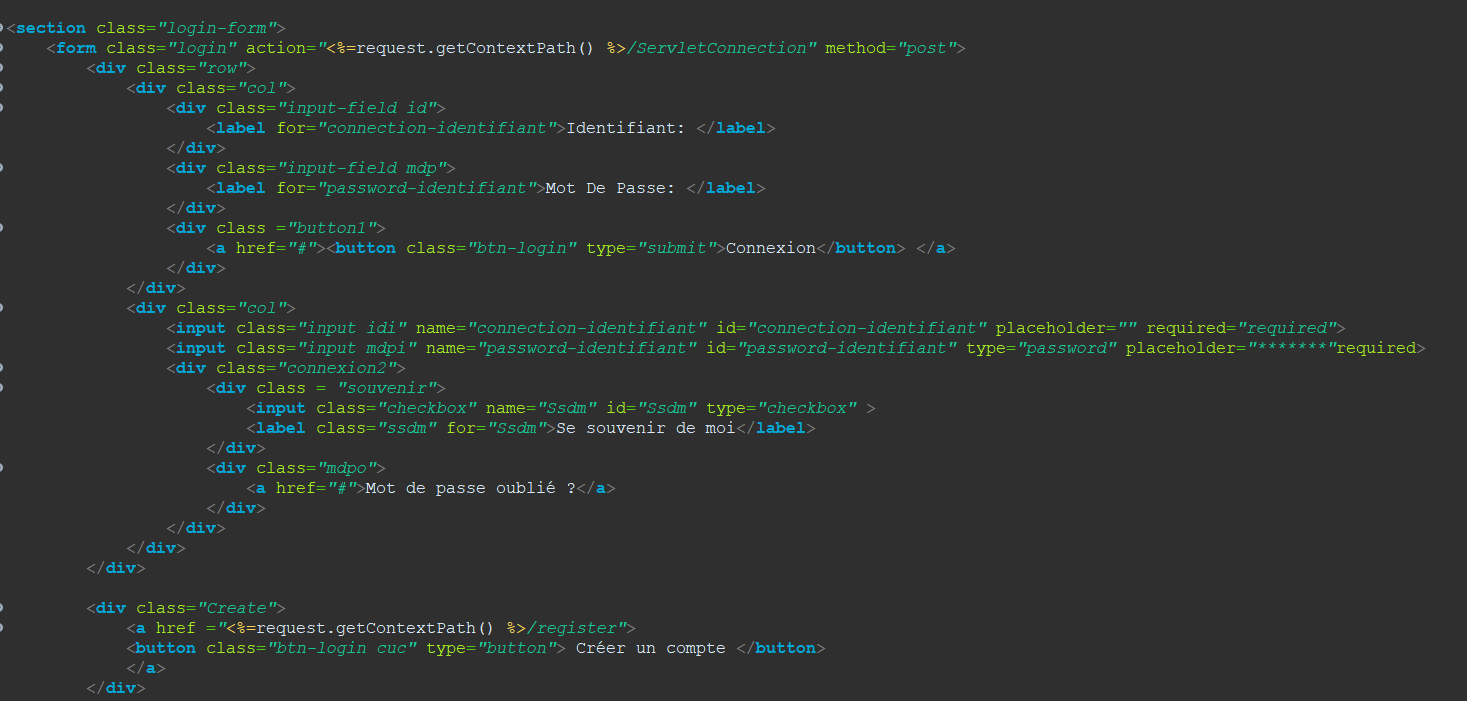 <section class="login-form">
<form class="login" action="<%=request.getContextPath() %>/ServletConnection" method="post">
<div class="row">
<div class="col">
<div class="input-field id">
<label for="connection-identifiant">Identifiant: </label>
</div>
<div class="input-field mdp">
<label for="password-identifiant">Mot De Passe: </label>
</div>
<div class ="button1">
<a href="#"><button class="btn-login" type="submit">Connexion</button> </a>
</div>
</div>
<div class="col">
<input class="input idi" name="connection-identifiant" id="connection-identifiant" placeholder="" required="required">
<input class="input mdpi" name="password-identifiant" id="password-identifiant" type="password" placeholder="*******"required>
<div class="connexion2">
<div class = "souvenir">
<input class="checkbox" name="Ssdm" id="Ssdm" type="checkbox" >
<label class="ssdm" for="Ssdm">Se souvenir de moi</label>
</div>
<div class="mdpo">
<a href="#">Mot de passe oublié ?</a>
</div>
</div>
</div>
</div>
<div class="Create">
<a href ="<%=request.getContextPath() %>/register">
<button class="btn-login cuc" type="button"> Créer un compte </button>
</a>
</div>